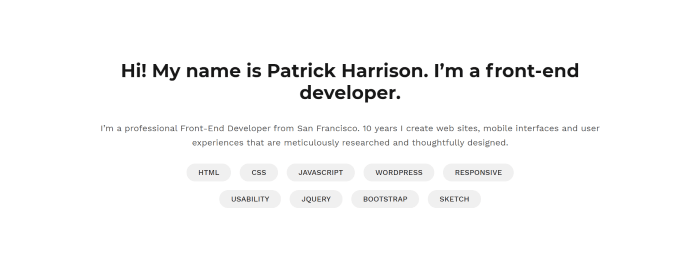 Hi! My name is Patrick Harrison. I’m a front-end
developer.
I’m a professional Front-End Developer from San Francisco. 10 years I create web sites, mobile interfaces and user
experiences that are meticulously researched and thoughtfully designed.
HTML CSS JAVASCRIPT WORDPRESS RESPONSIVE
USABILITY JQUERY BOOTSTRAP SKETCH